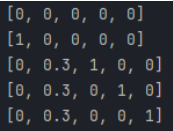 [0, 0, 0, 0, 0]
[1, 0, 0, 0, 0]
[0, 0.3, 1, 0, 0]
[0, 0.3, 0, 1, 0]
[0, 0.3, 0, 0, 1]